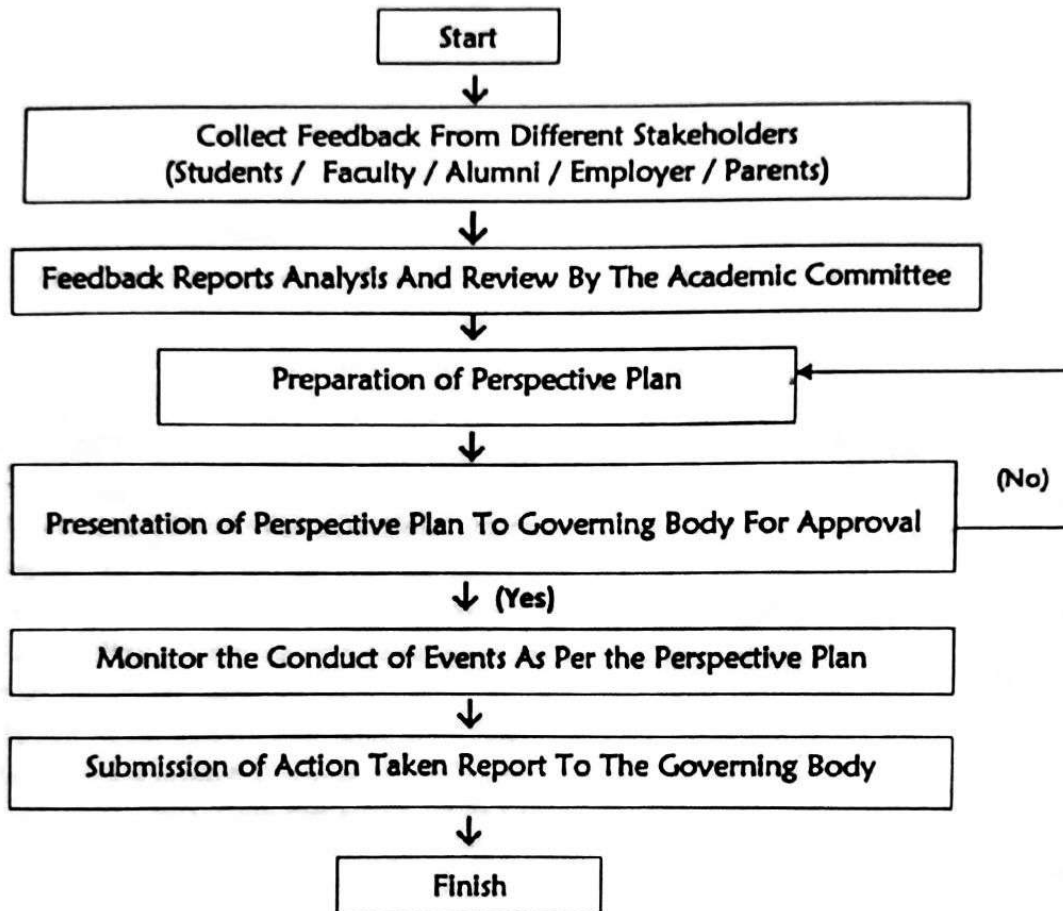 Start
Collect Feedback From Different Stakeholders
(Students / Faculty / Alumni / Employer / Parents)
Feedback Reports Analysis And Review By The Academic Committee
Preparation of Perspective Plan
(No)
Presentation of Perspective Plan To Governing Body For Approval
(Yes)
Monitor the Conduct of Events As Per the Perspective Plan
Submission of Action Taken Report To The Governing Body
Finish